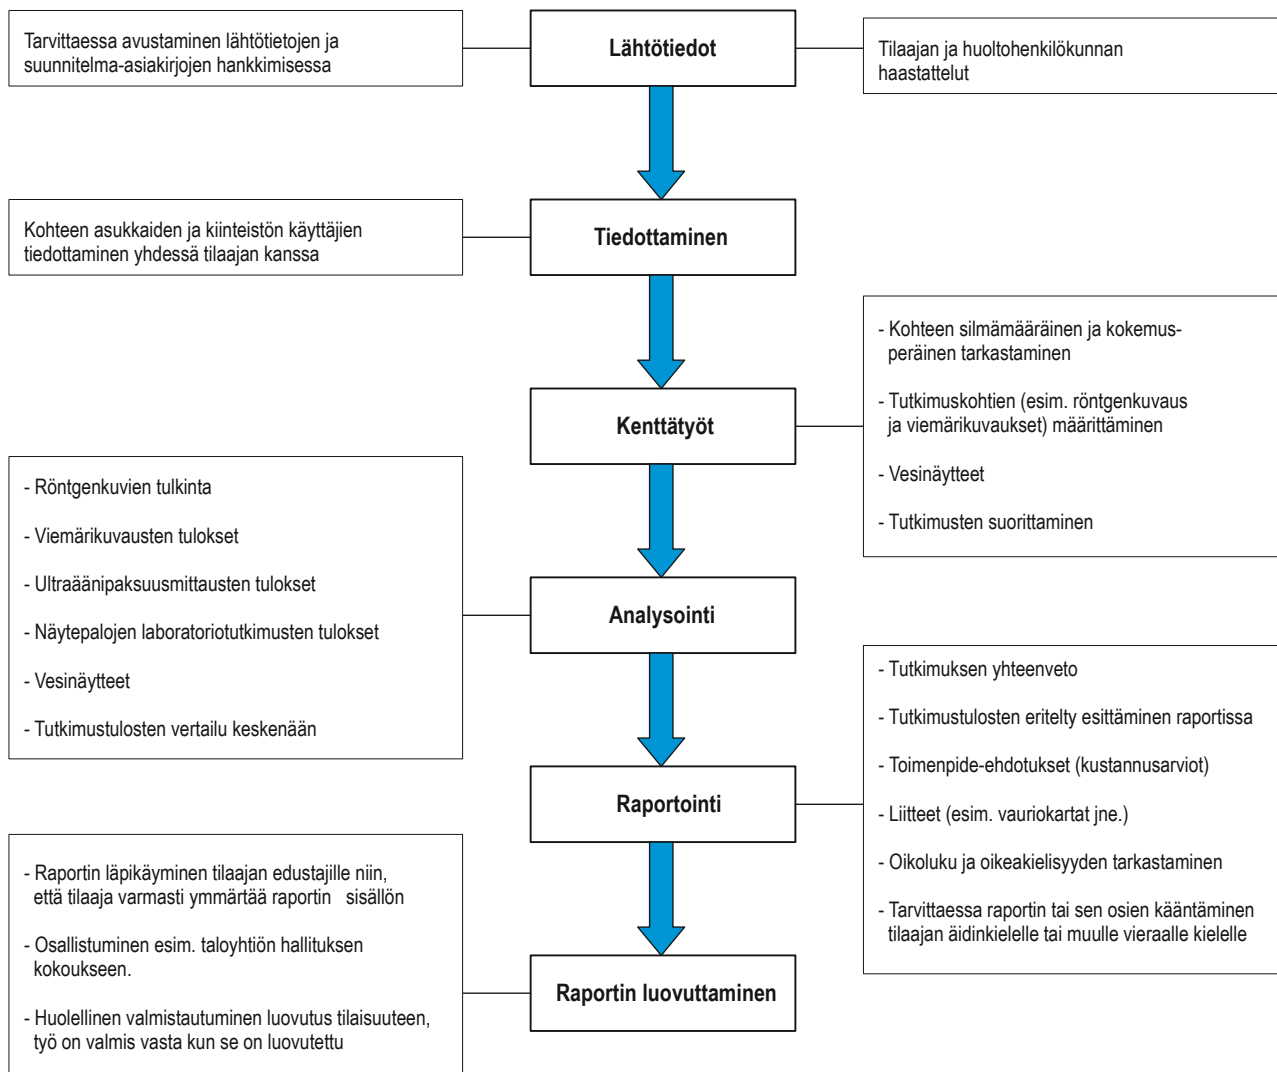 Tarvittaessa avustaminen lähtötietojen ja
suunnitelma-asiakirjojen hankkimisessa
Lähtötiedot
Tilaajan ja huoltohenkilökunnan
haastattelut
Kohteen asukkaiden ja kiinteistön käyttäjien
tiedottaminen yhdessä tilaajan kanssa
Tiedottaminen
Kenttätyöt
- Kohteen silmämääräinen ja kokemus-
peräinen tarkastaminen
- Tutkimuskohtien (esim. röntgenkuvaus
ja viemärikuvaukset) määrittäminen
- Vesinäytteet
- Tutkimusten suorittaminen
- Röntgenkuvien tulkinta
- Viemärikuvausten tulokset
- Ultraäänipaksuusmittausten tulokset
- Näytepalojen laboratoriotutkimusten tulokset
- Vesinäytteet
- Tutkimustulosten vertailu keskenään
Analysointi
Raportointi
- Tutkimuksen yhteenveto
- Tutkimustulosten eritelty esittäminen raportissa
- Toimenpide-ehdotukset (kustannusarviot)
- Liitteet (esim. vauriokartat jne.)
- Oikoluku ja oikeakielisyyden tarkastaminen
- Tarvittaessa raportin tai sen osien kääntäminen
tilaajan äidinkielelle tai muulle vieraalle kielelle
- Raportin läpikäyminen tilaajan edustajille niin,
että tilaaja varmasti ymmärtää raportin sisällön
- Osallistuminen esim. taloyhtiön hallituksen
kokoukseen.
- Huolellinen valmistautuminen luovutus tilaisuuteen,
työ on valmis vasta kun se on luovutettu
Raportin luovuttaminen